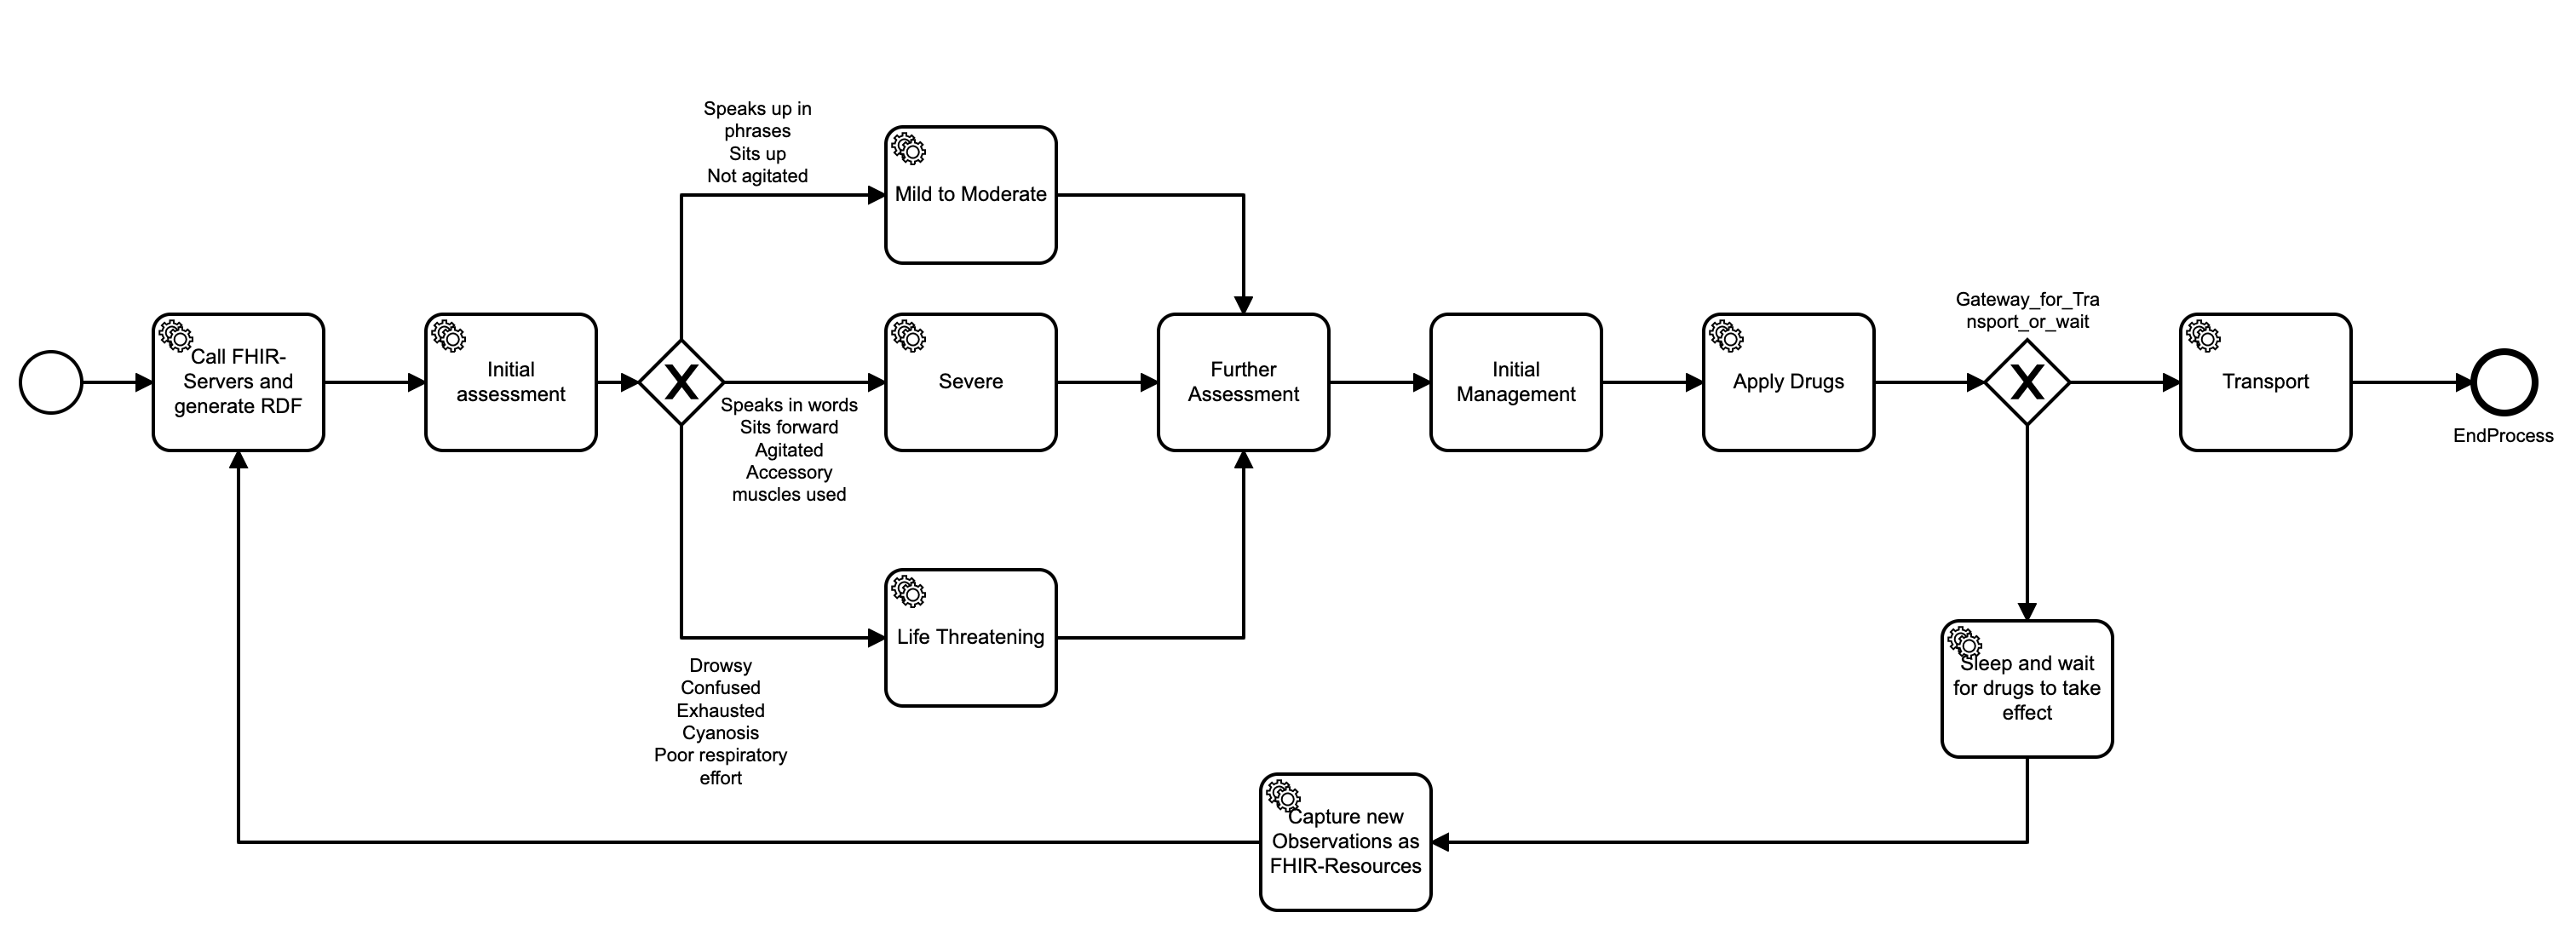 Speaks up in
phrases
Sits up
Not agitated
Mild to Moderate
Call FHIR-
Servers and
generate RDF
Initial
assessment
X
Speaks in words
Sits forward
Agitated
Accessory
muscles used
Severe
Further
Assessment
Initial
Management
Apply Drugs
Gateway_for_Tra
nsport_or_wait
X
Transport
EndProcess
Life Threatening
Drowsy
Confused
Exhausted
Cyanosis
Poor respiratory
effort
Sleep and wait
for drugs to take
effect
Capture new
Observations as
FHIR-Resources